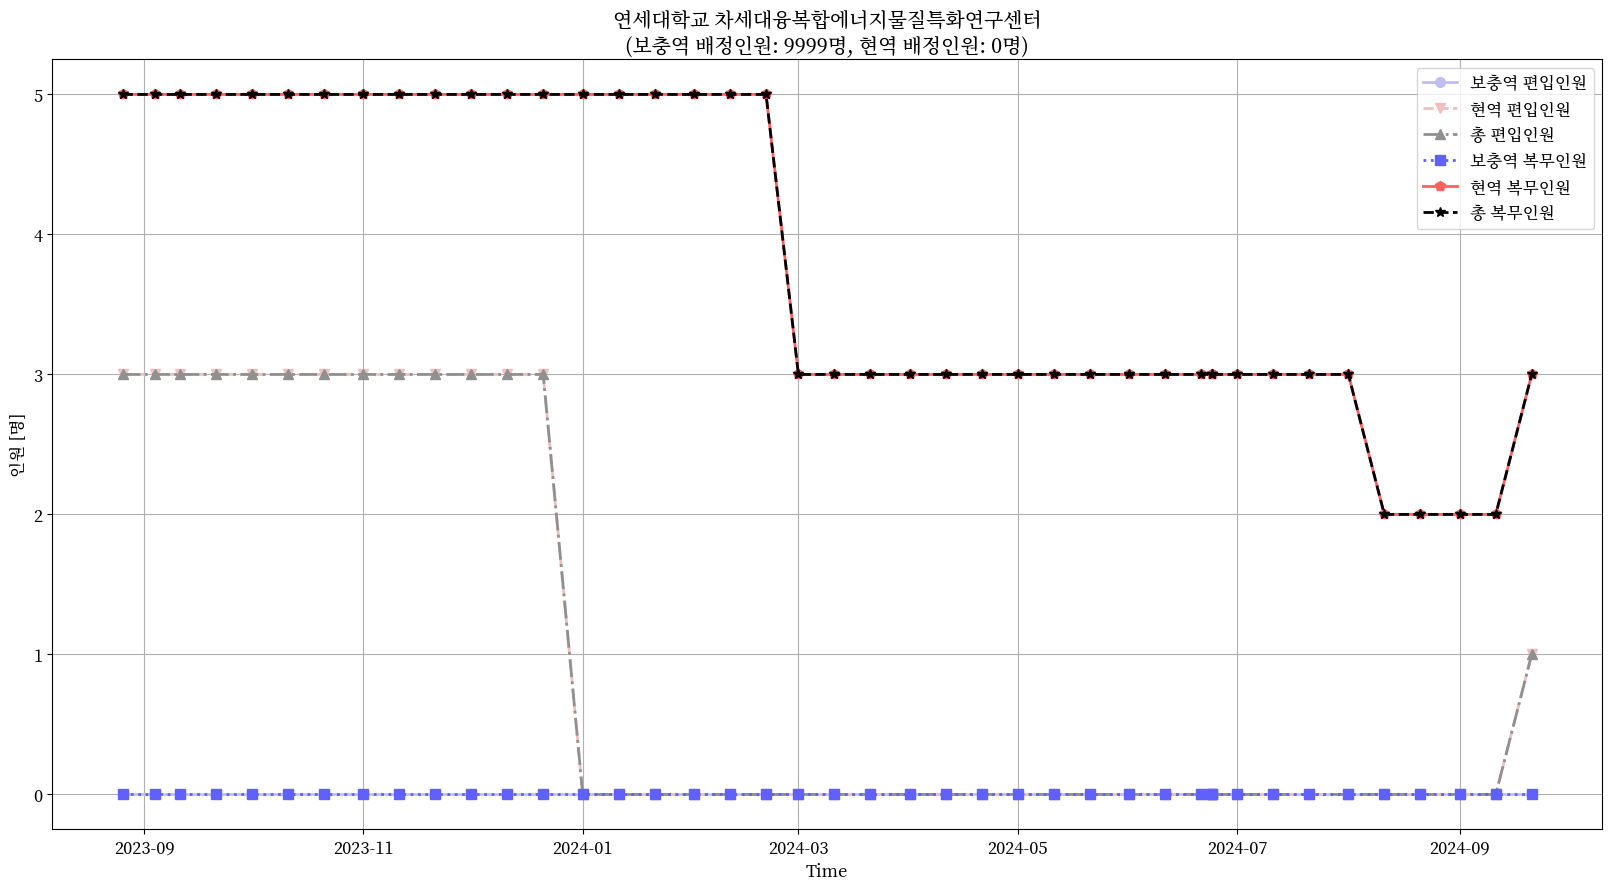 연세대학교 차세대융복합에너지물질특화연구센터
(보충역 배정인원: 9999명, 현역 배정인원: 0명)
보충역 편입인원
현역 편입인원
총 편입인원
보충역 복무인원
현역 복무인원
총 복무인원
인원 [명]
5
4
3
2
1
0
2023-09
2023-11
2024-01
2024-03
2024-05
2024-07
2024-09
Time